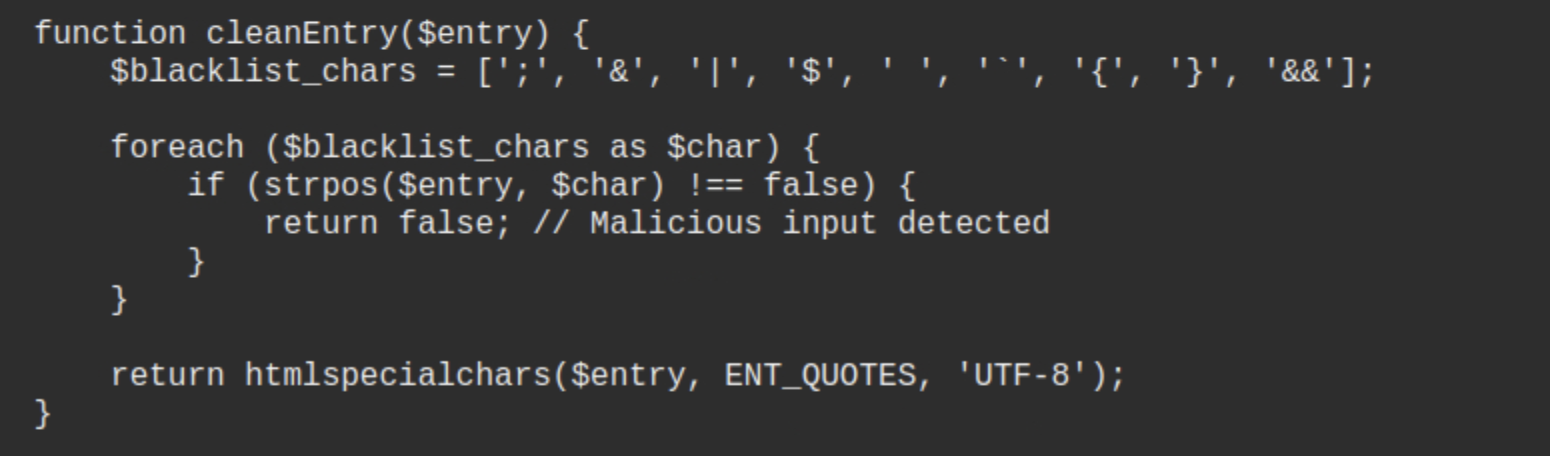 function cleanEntry($entry) {
    $blacklist_chars = [';', '&', '|', '$', ' ', '`', '{', '}', '&&'];

    foreach ($blacklist_chars as $char) {
        if (strpos($entry, $char) !== false) {
            return false; // Malicious input detected
        }
    }

    return htmlspecialchars($entry, ENT_QUOTES, 'UTF-8');
}